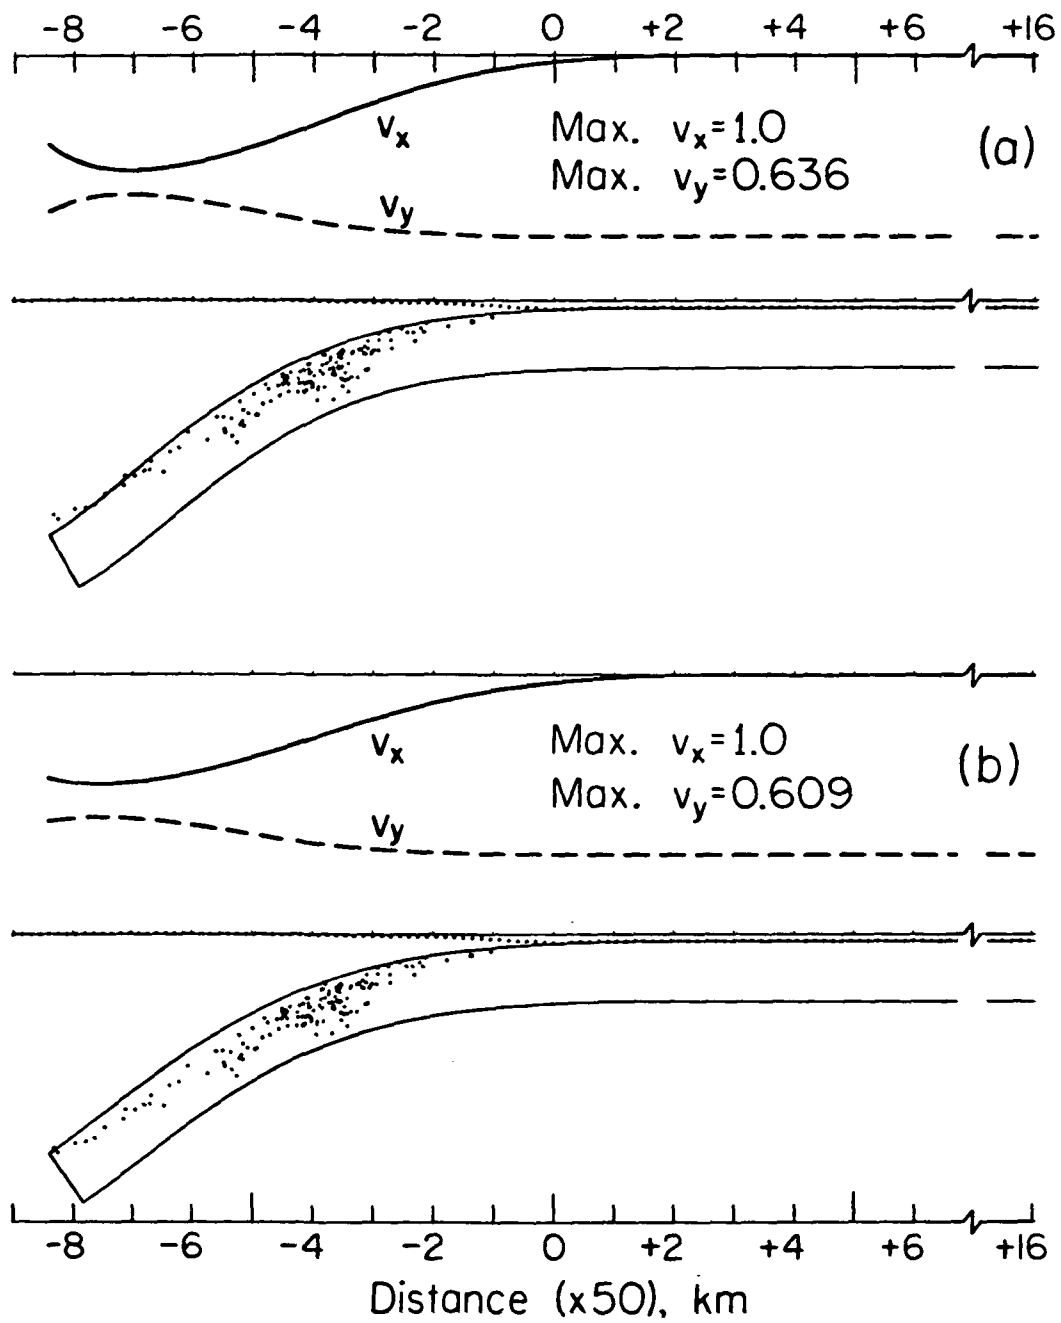 -8 -6 -4 -2 0 +2 +4 +6 +16
vx
Max. vx=1.0
(a)
Max. vy=0.636
vy
vx
Max. vx=1.0
(b)
Max. vy=0.609
vy
-8 -6 -4 -2 0 +2 +4 +6 +16
Distance (x50), km